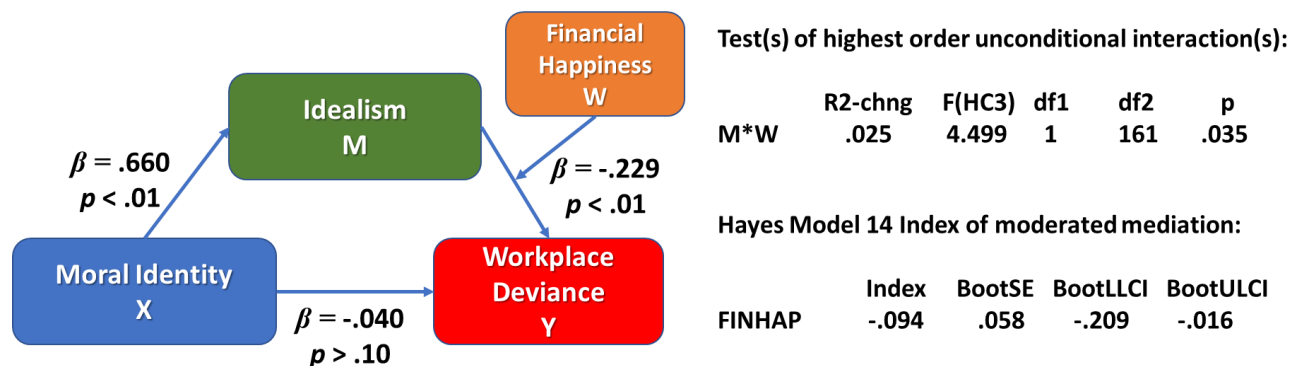 Financial
Happiness
W
Idealism
M
β = .660
p < .01
β = -.229
p < .01
Moral Identity
X
Workplace
Deviance
Y
β = -.040
p > .10
Test(s) of highest order unconditional interaction(s):
R2-chng F(HC3) df1 df2 p
M*W .025 4.499 1 161 .035
Hayes Model 14 Index of moderated mediation:
Index BootSE BootLLCI BootULCI
FINHAP -.094 .058 -.209 -.016